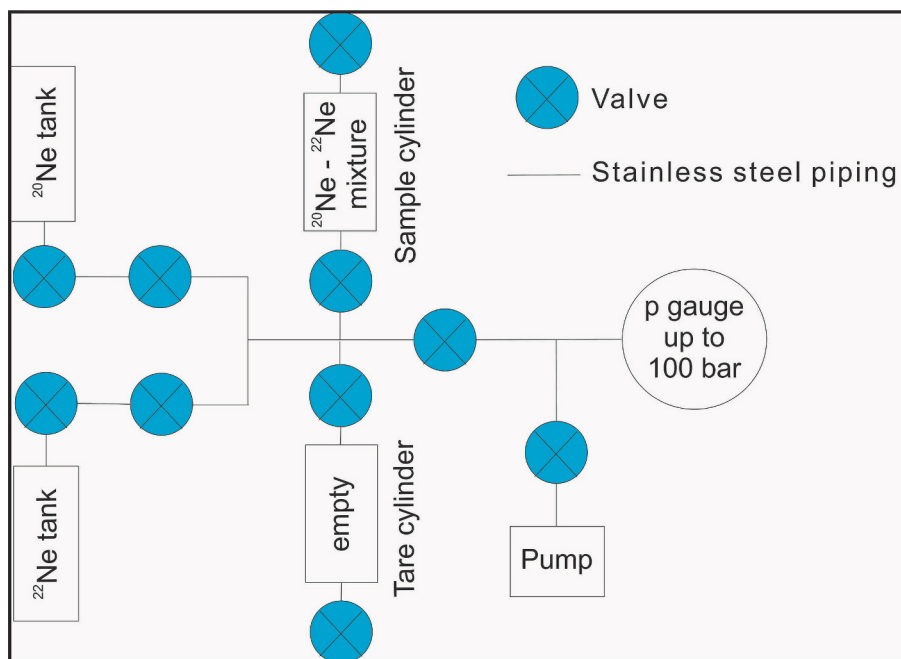 ²⁰Ne tank
²⁰Ne - ²²Ne
mixture
Sample cylinder
Valve
Stainless steel piping
p gauge
up to
100 bar
²²Ne tank
empty
Tare cylinder
Pump